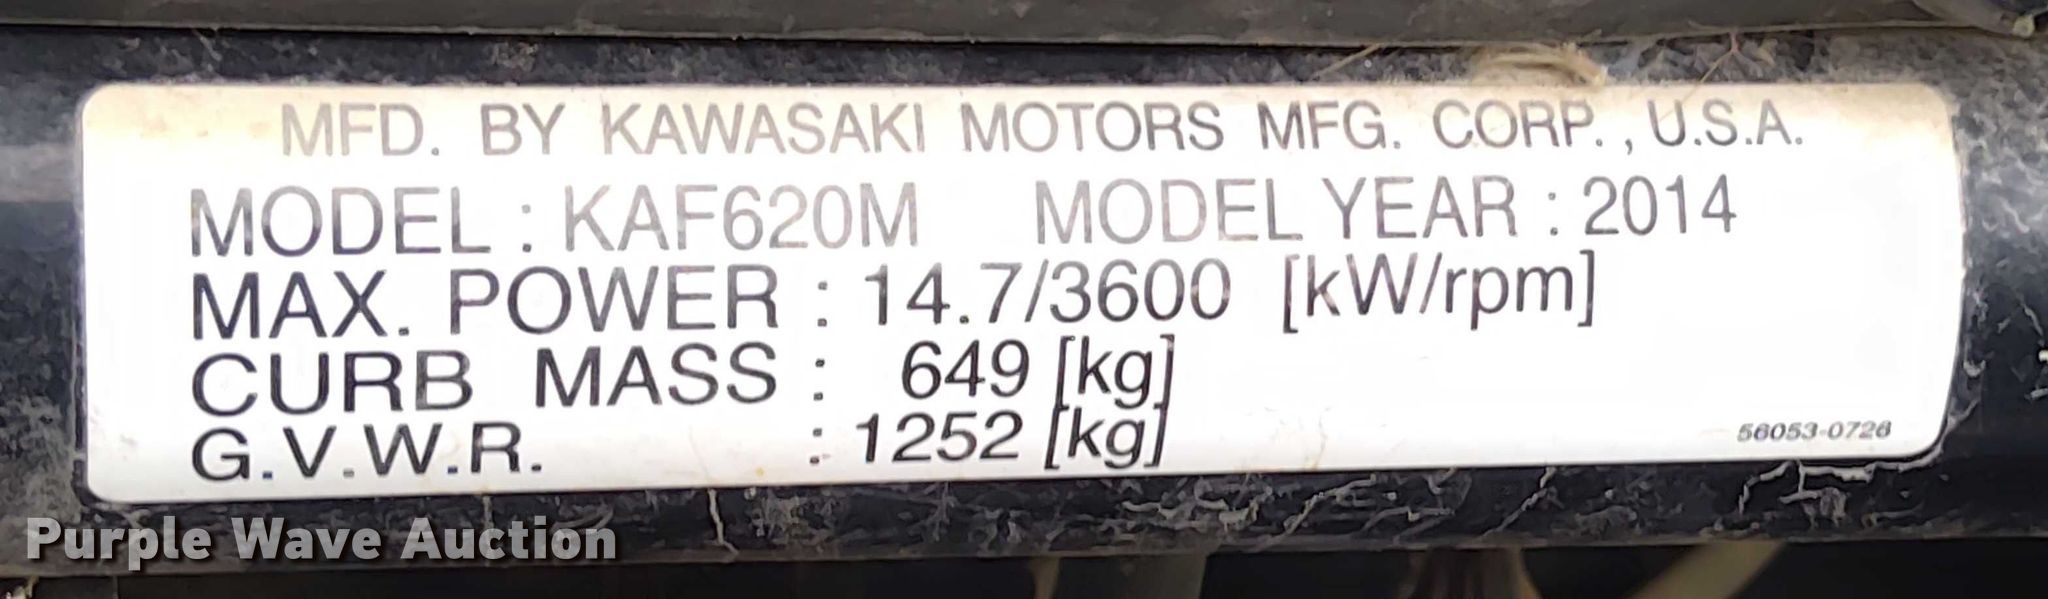 MFD. BY KAWASAKI MOTORS MFG. CORP., U.S.A.
MODEL : KAF620M MODEL YEAR : 2014
MAX. POWER : 14.7/3600 [kW/rpm]
CURB MASS : 649 [kg]
G.V.W.R. : 1252 [kg]
56053-0726
Purple Wave Auction